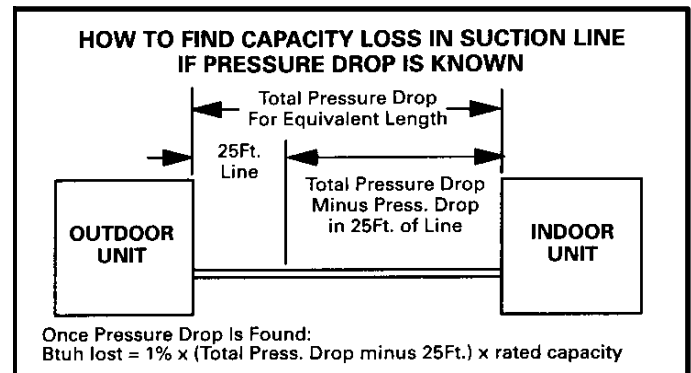 HOW TO FIND CAPACITY LOSS IN SUCTION LINE
IF PRESSURE DROP IS KNOWN
Total Pressure Drop
For Equivalent Length
25Ft.
Line
Total Pressure Drop
Minus Press. Drop
in 25Ft. of Line
OUTDOOR
UNIT
INDOOR
UNIT
Once Pressure Drop Is Found:
Btuh lost = 1% x (Total Press. Drop minus 25Ft.) x rated capacity